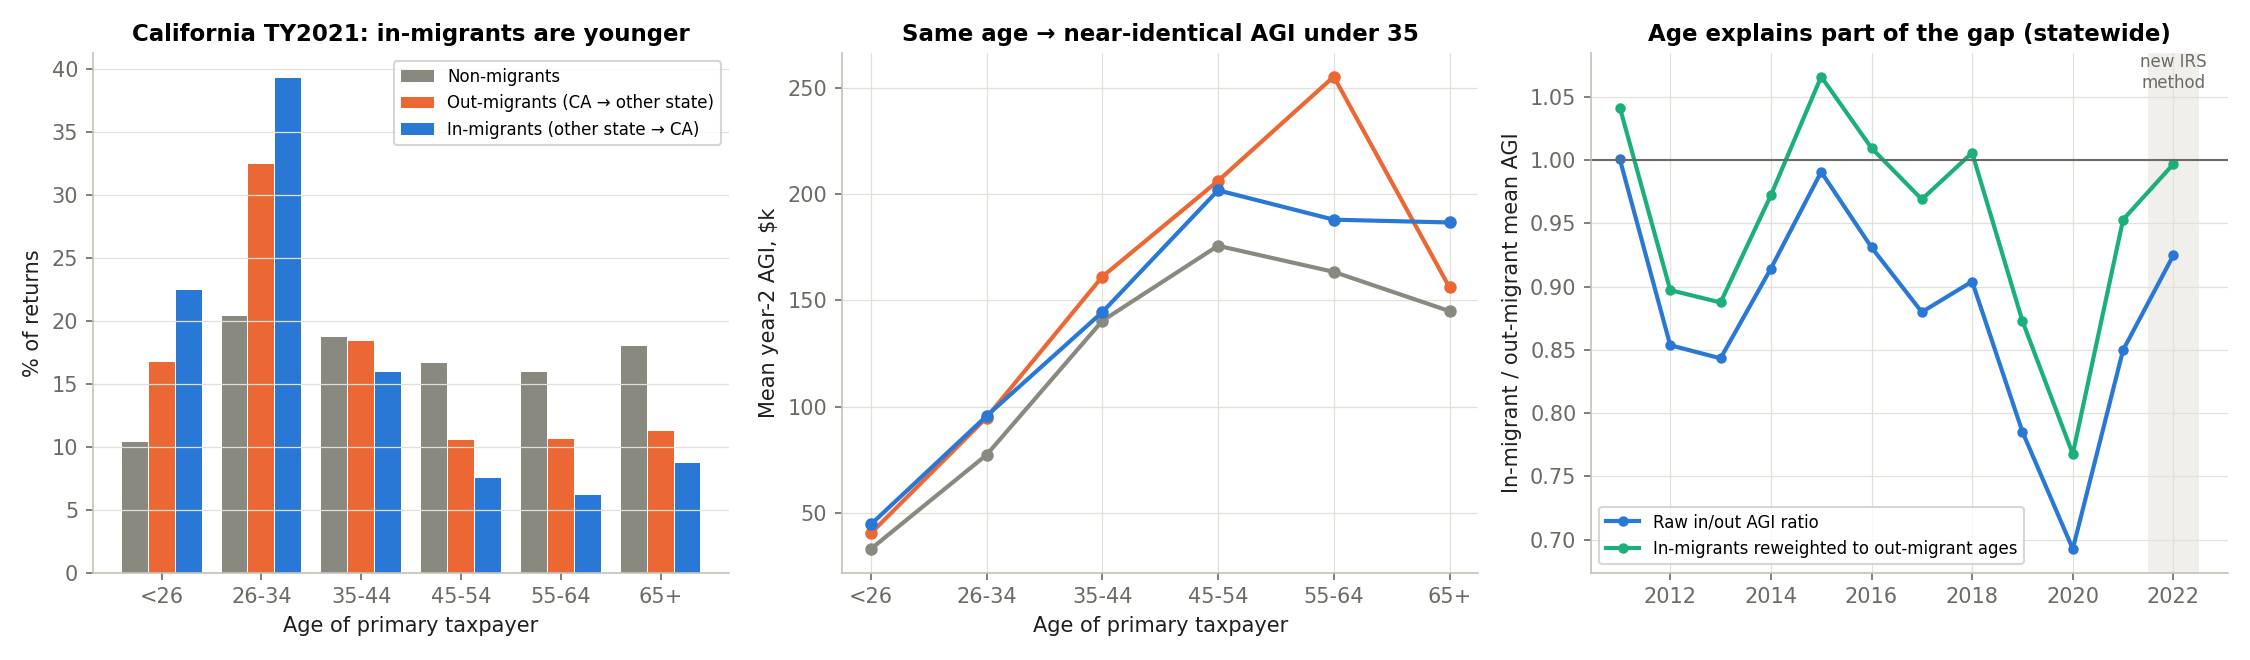 California TY2021: in-migrants are younger
% of returns
40
35
30
25
20
15
10
5
0
Non-migrants
Out-migrants (CA → other state)
In-migrants (other state → CA)
<26 26-34 35-44 45-54 55-64 65+
Age of primary taxpayer
Same age → near-identical AGI under 35
Mean year-2 AGI, $k
250
200
150
100
50
<26 26-34 35-44 45-54 55-64 65+
Age of primary taxpayer
Age explains part of the gap (statewide)
new IRS
method
In-migrant / out-migrant mean AGI
1.05
1.00
0.95
0.90
0.85
0.80
0.75
0.70
Raw in/out AGI ratio
In-migrants reweighted to out-migrant ages
2012 2014 2016 2018 2020 2022